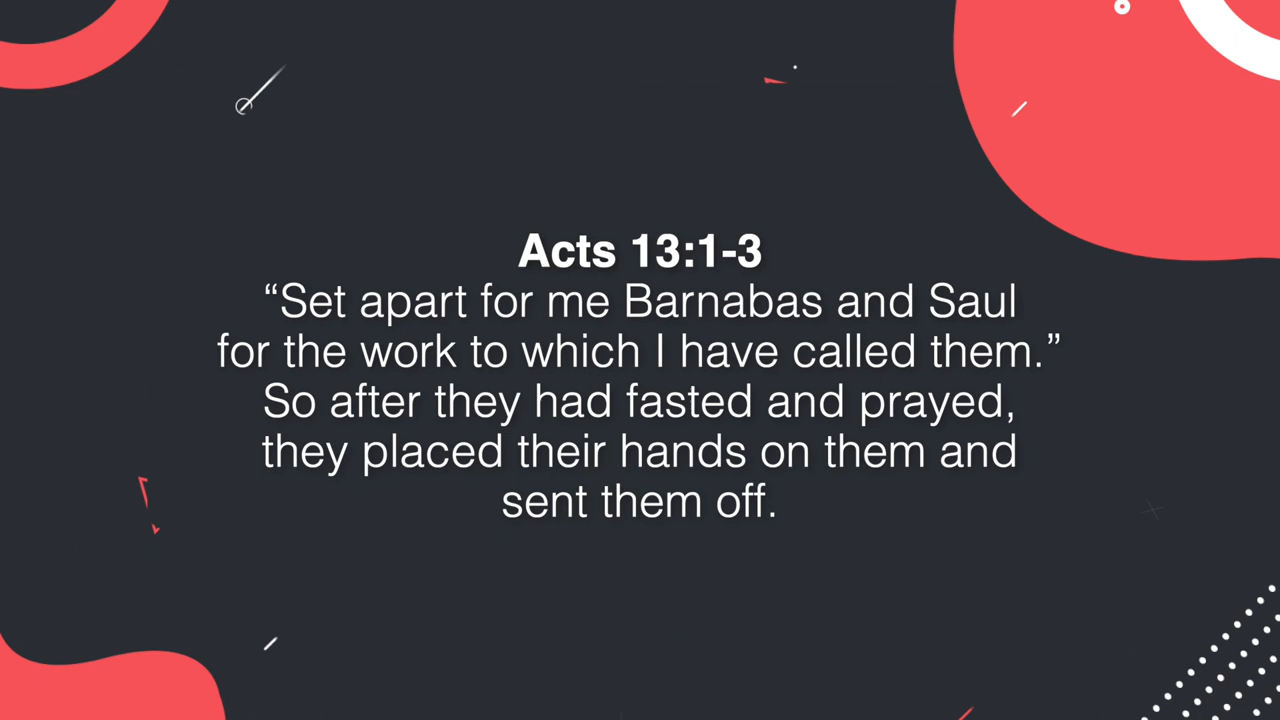 Acts 13:1-3
“Set apart for me Barnabas and Saul
for the work to which I have called them.”
So after they had fasted and prayed,
they placed their hands on them and
sent them off.